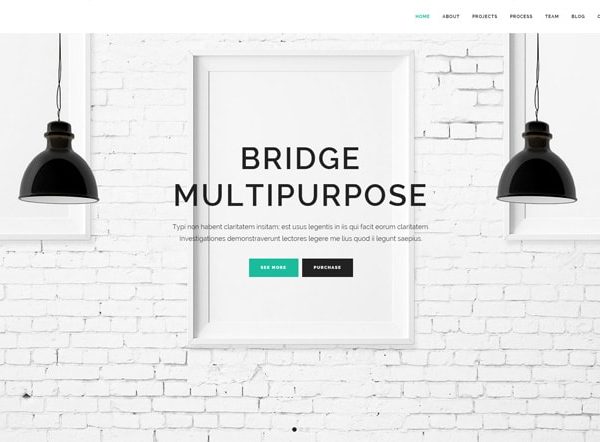 HOME ABOUT PROJECTS PROCESS TEAM BLOG
BRIDGE
MULTIPURPOSE
Typi non habent claritatem insitam; est usus legentis in iis qui facit eorum claritatem.
Investigationes demonstraverunt lectores legere me lius quod ii legunt saepius.
SEE MORE PURCHASE